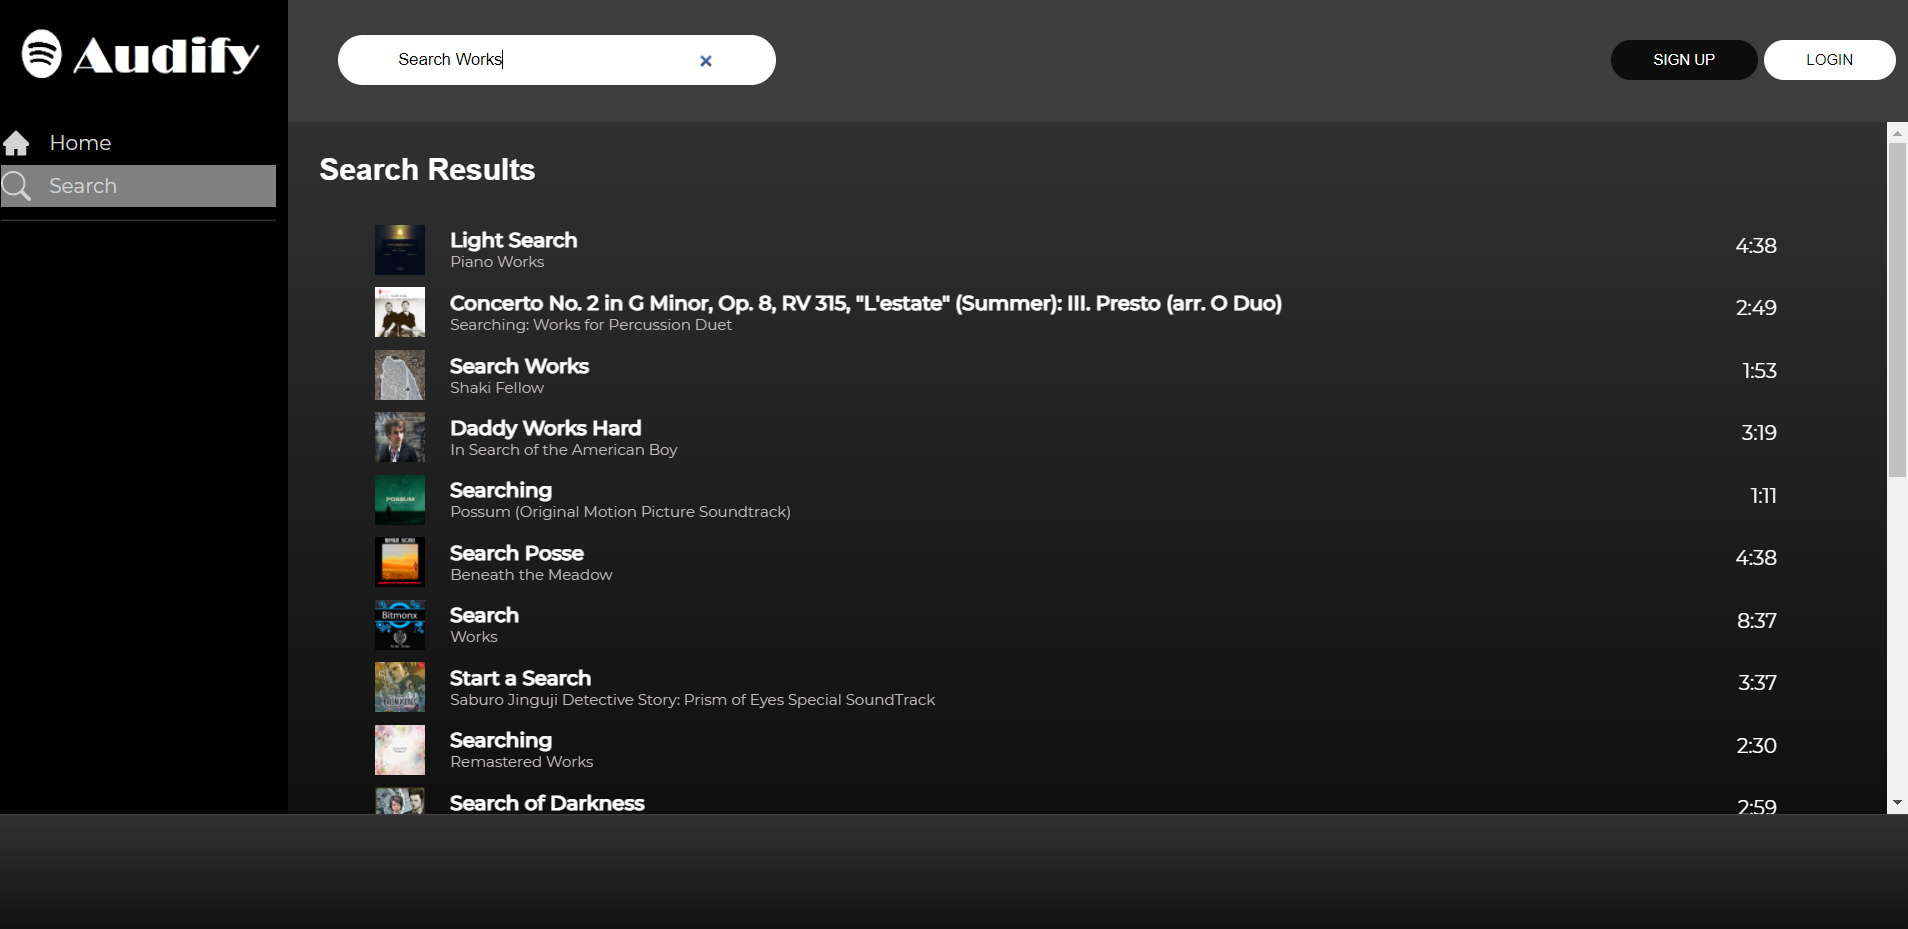 Audify
Search Works
SIGN UP
LOGIN
Home
Search
Search Results
Light Search
Piano Works
4:38
Concerto No. 2 in G Minor, Op. 8, RV 315, "L'estate" (Summer): III. Presto (arr. O Duo)
Searching: Works for Percussion Duet
2:49
Search Works
Shaki Fellow
1:53
Daddy Works Hard
In Search of the American Boy
3:19
POSSUM
Searching
Possum (Original Motion Picture Soundtrack)
1:11
Search Posse
Beneath the Meadow
4:38
Bitmonx
Search
Works
8:37
Start a Search
Saburo Jinguji Detective Story: Prism of Eyes Special SoundTrack
3:37
Searching
Remastered Works
2:30
Search of Darkness
2:59